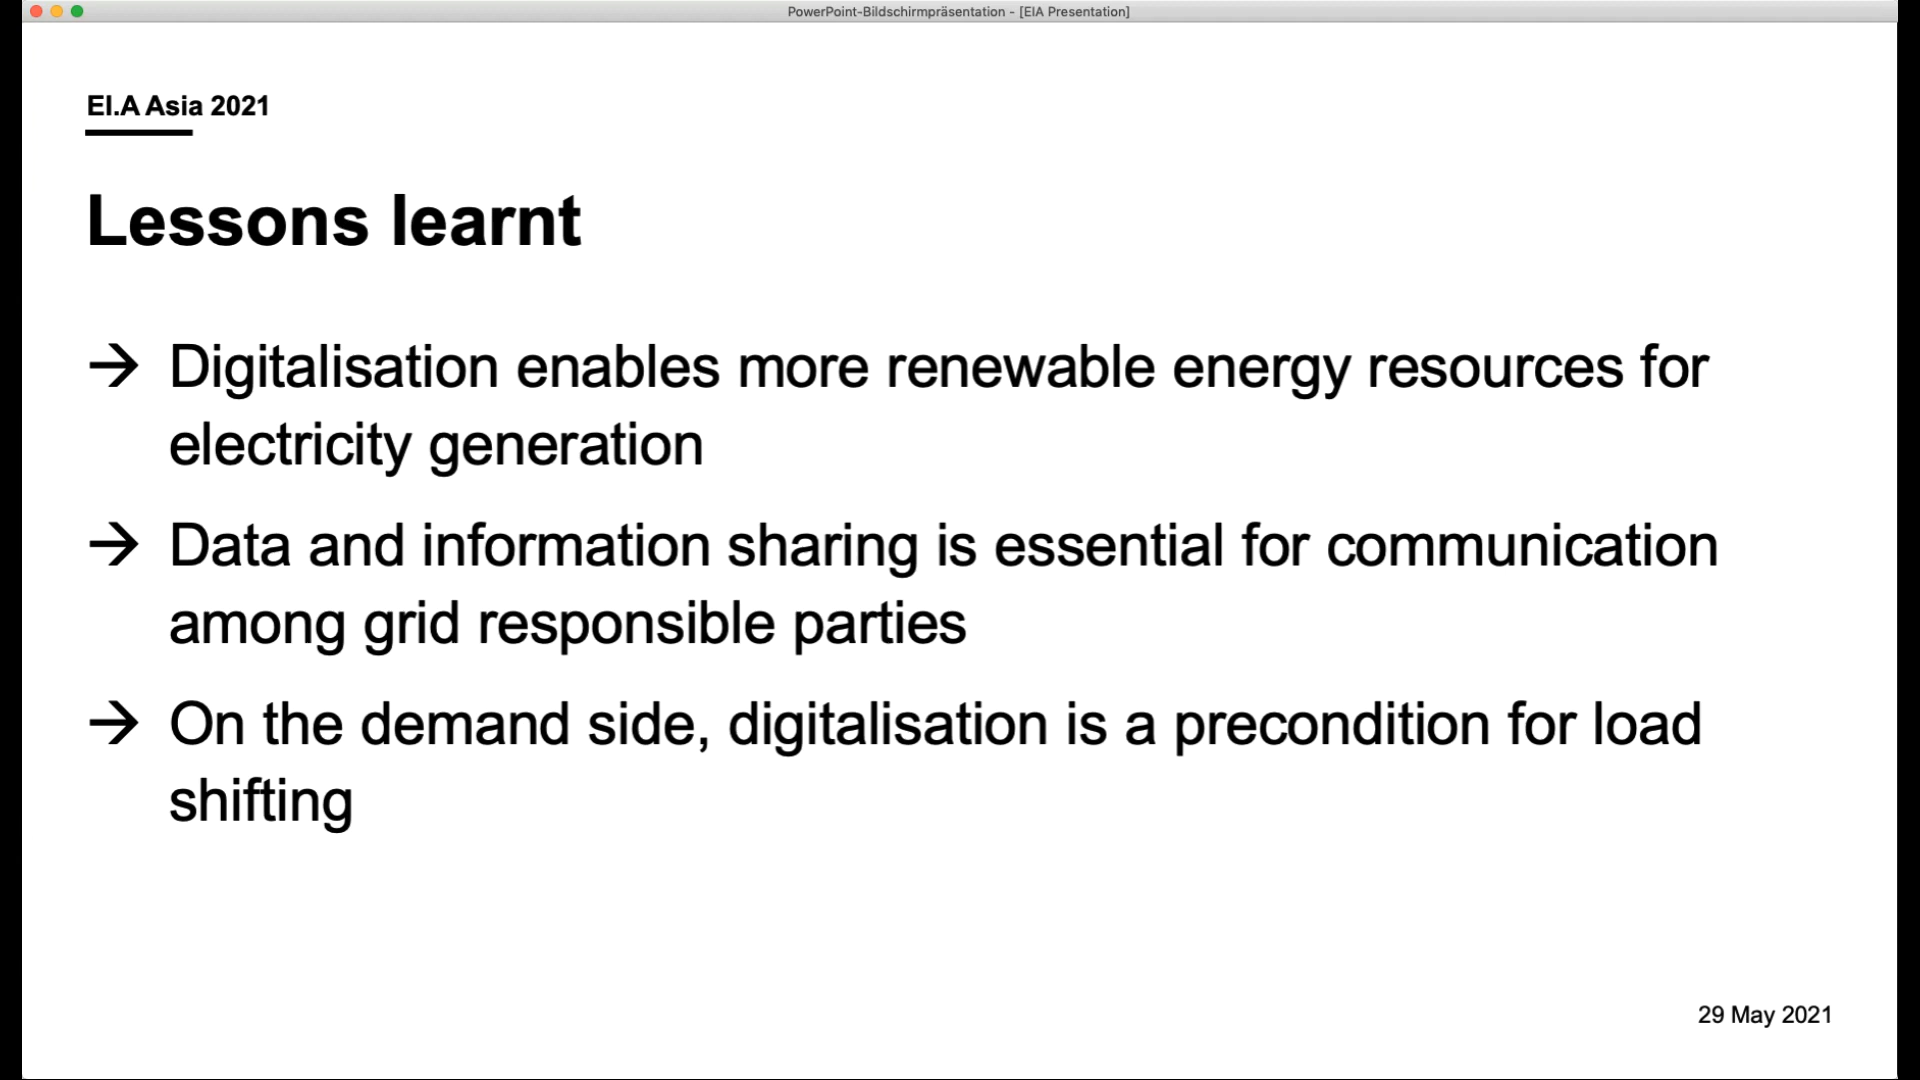 PowerPoint-Bildschirmpräsentation - [EIA Presentation]
EI.A Asia 2021
Lessons learnt
→ Digitalisation enables more renewable energy resources for
electricity generation
→ Data and information sharing is essential for communication
among grid responsible parties
→ On the demand side, digitalisation is a precondition for load
shifting
29 May 2021